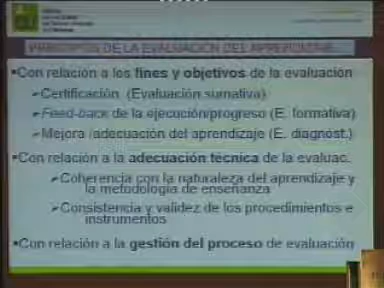 PRINCIPIOS DE LA EVALUACIÓN DEL APRENDIZAJE
•Con relación a los fines y objetivos de la evaluación
➢Certificación (Evaluación sumativa)
➢Feed-back de la ejecución/progreso (E. formativa)
➢Mejora /adecuación del aprendizaje (E. diagnóst.)
•Con relación a la adecuación técnica de la evaluac.
➢Coherencia con la naturaleza del aprendizaje y
la metodología de enseñanza
➢Consistencia y validez de los procedimientos e
instrumentos
•Con relación a la gestión del proceso de evaluación